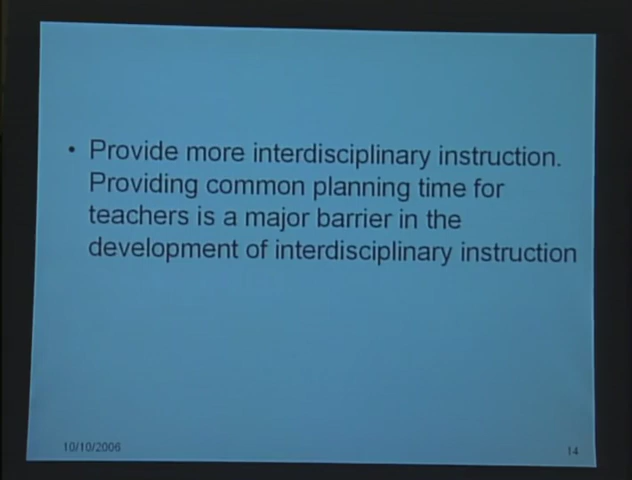 • Provide more interdisciplinary instruction.
Providing common planning time for
teachers is a major barrier in the
development of interdisciplinary instruction
10/10/2006
14